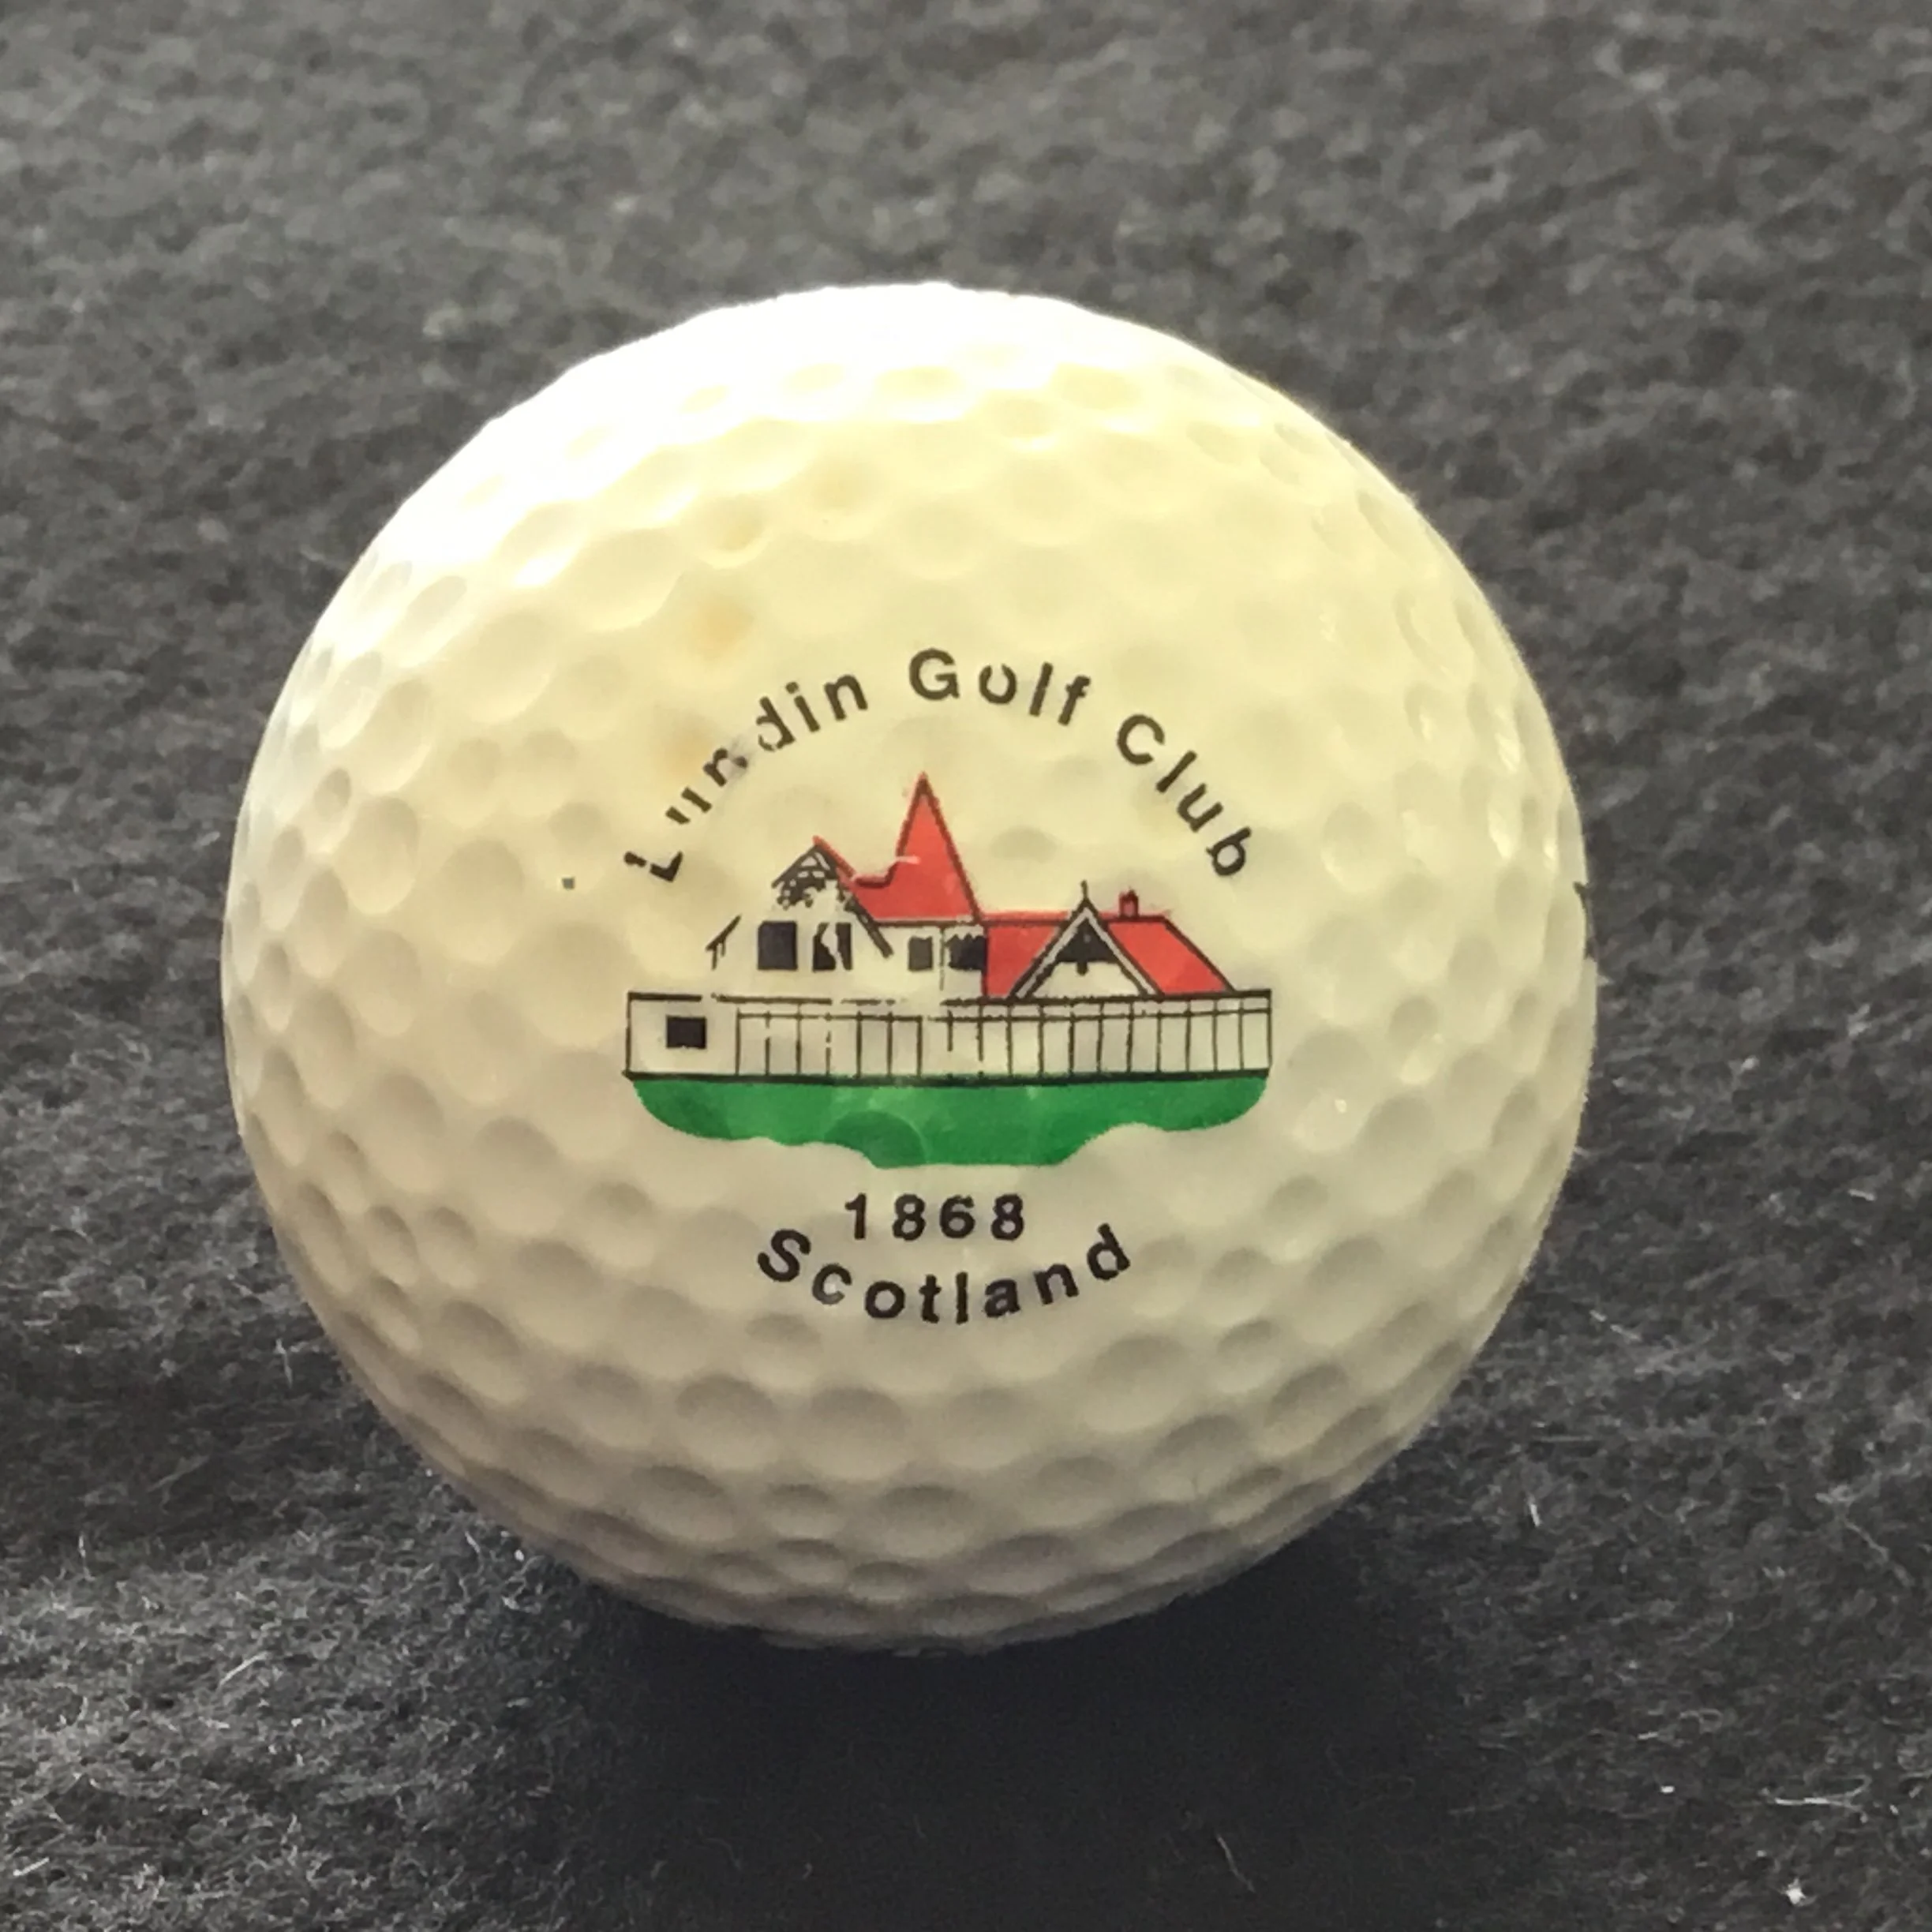 Lundin Golf Club
1868
Scotland